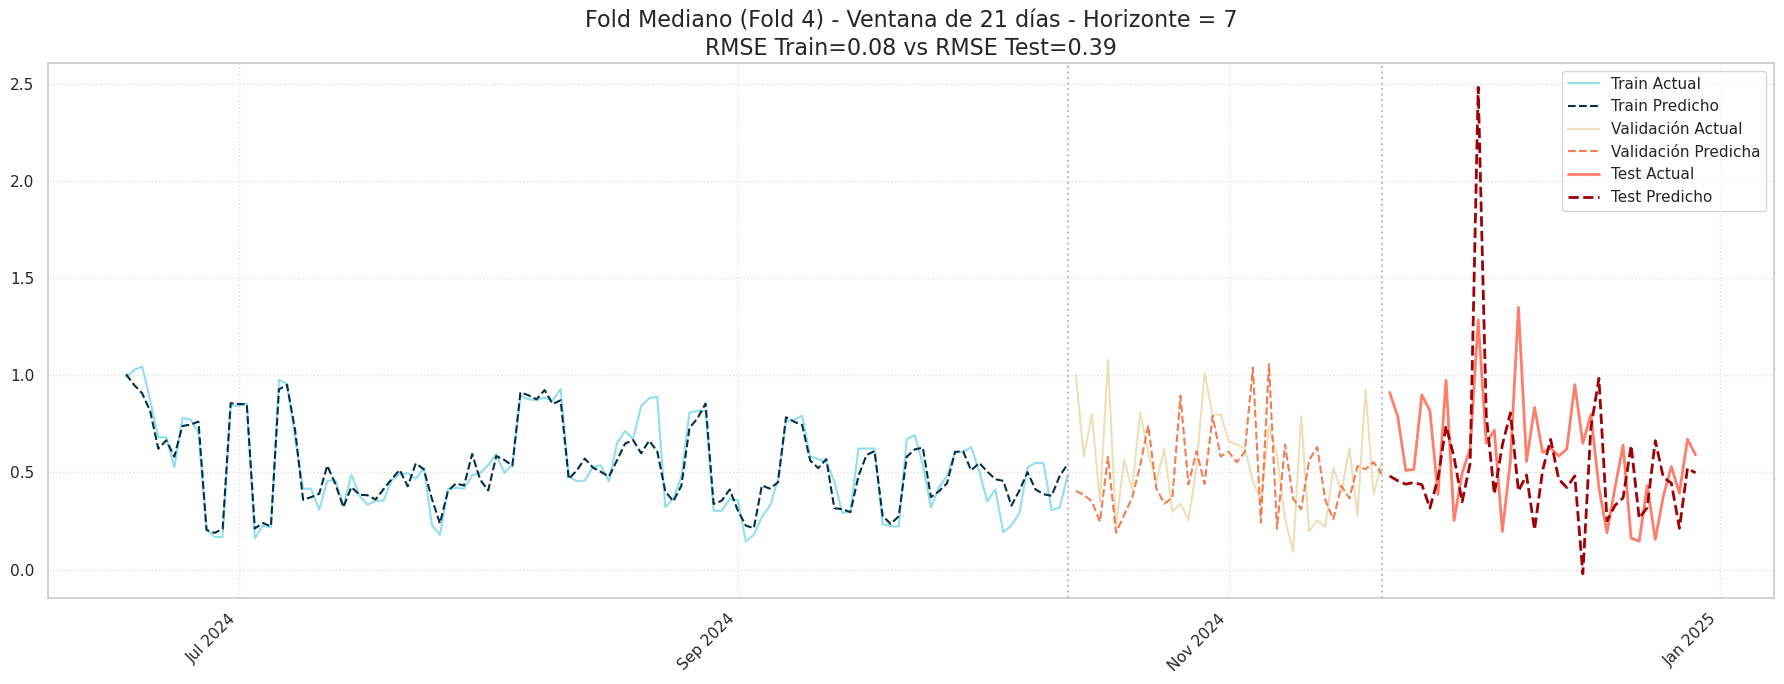 Fold Mediano (Fold 4) - Ventana de 21 días - Horizonte = 7
RMSE Train=0.08 vs RMSE Test=0.39
2.5
2.0
1.5
1.0
0.5
0.0
Train Actual
Train Predicho
Validación Actual
Validación Predicha
Test Actual
Test Predicho
Jul 2024
Sep 2024
Nov 2024
Jan 2025